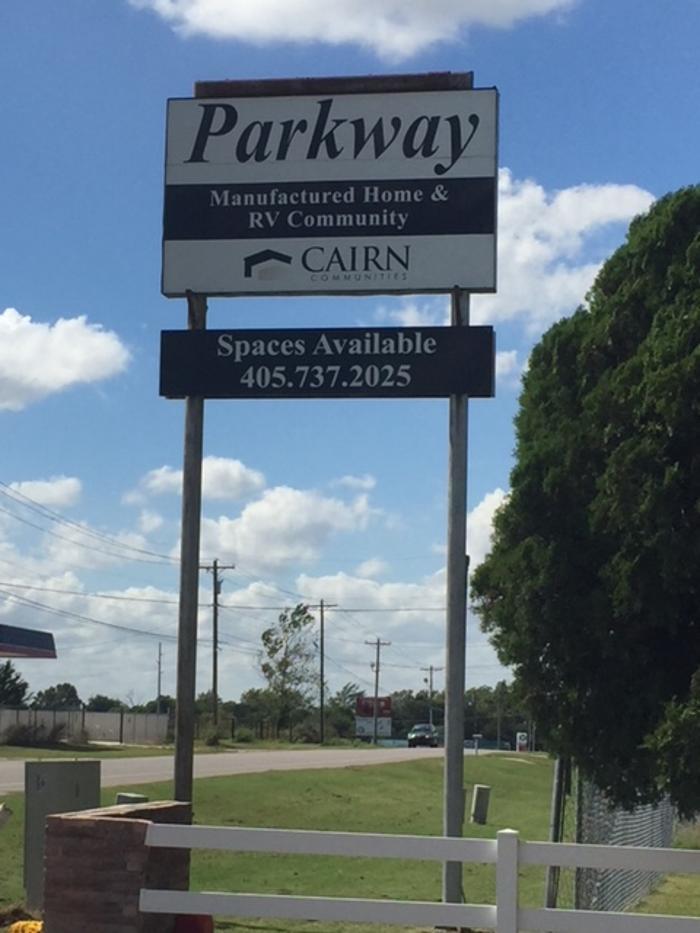 Parkway
Manufactured Home &
RV Community
CAIRN
COMMUNITIES
Spaces Available
405.737.2025